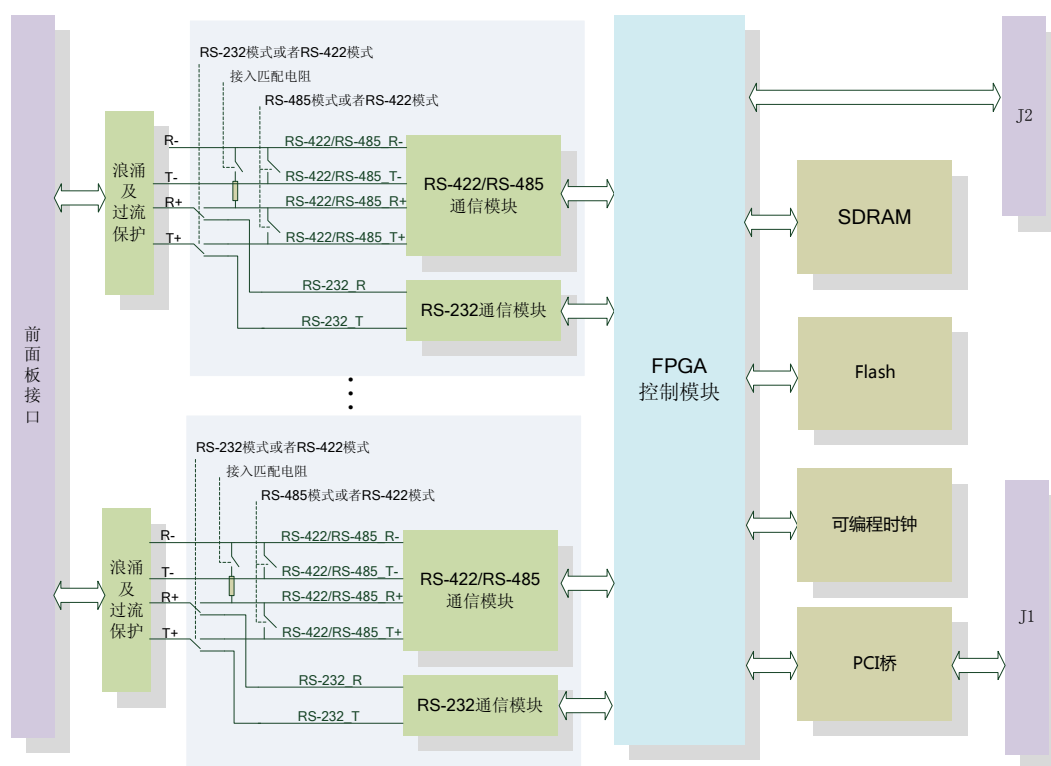 前面板接口
浪涌
及
过流
保护
RS-232模式或者RS-422模式
接入匹配电阻
RS-485模式或者RS-422模式
R-
T-
R+
T+
RS-422/RS-485_R-
RS-422/RS-485_T-
RS-422/RS-485_R+
RS-422/RS-485_T+
RS-232_R
RS-232_T
RS-422/RS-485
通信模块
RS-232通信模块
浪涌
及
过流
保护
RS-232模式或者RS-422模式
接入匹配电阻
RS-485模式或者RS-422模式
R-
T-
R+
T+
RS-422/RS-485_R-
RS-422/RS-485_T-
RS-422/RS-485_R+
RS-422/RS-485_T+
RS-232_R
RS-232_T
RS-422/RS-485
通信模块
RS-232通信模块
FPGA
控制模块
J2
SDRAM
Flash
可编程时钟
PCI桥
J1